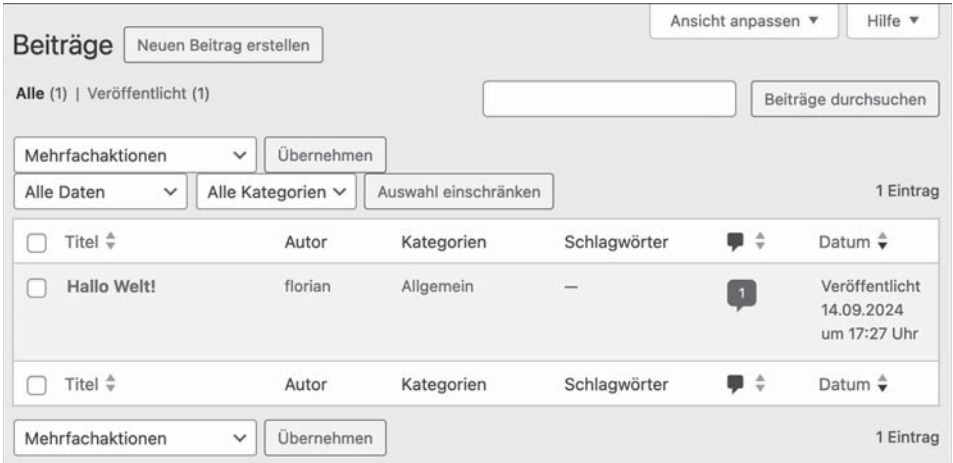 Ansicht anpassen ▼ Hilfe ▼
Beiträge Neuen Beitrag erstellen
Alle (1) | Veröffentlicht (1)
Beiträge durchsuchen
Mehrfachaktionen Übernehmen
Alle Daten Alle Kategorien Auswahl einschränken 1 Eintrag
Titel Autor Kategorien Schlagwörter Datum
Hallo Welt! florian Allgemein — 1 Veröffentlicht
14.09.2024
um 17:27 Uhr
Titel Autor Kategorien Schlagwörter Datum
Mehrfachaktionen Übernehmen 1 Eintrag